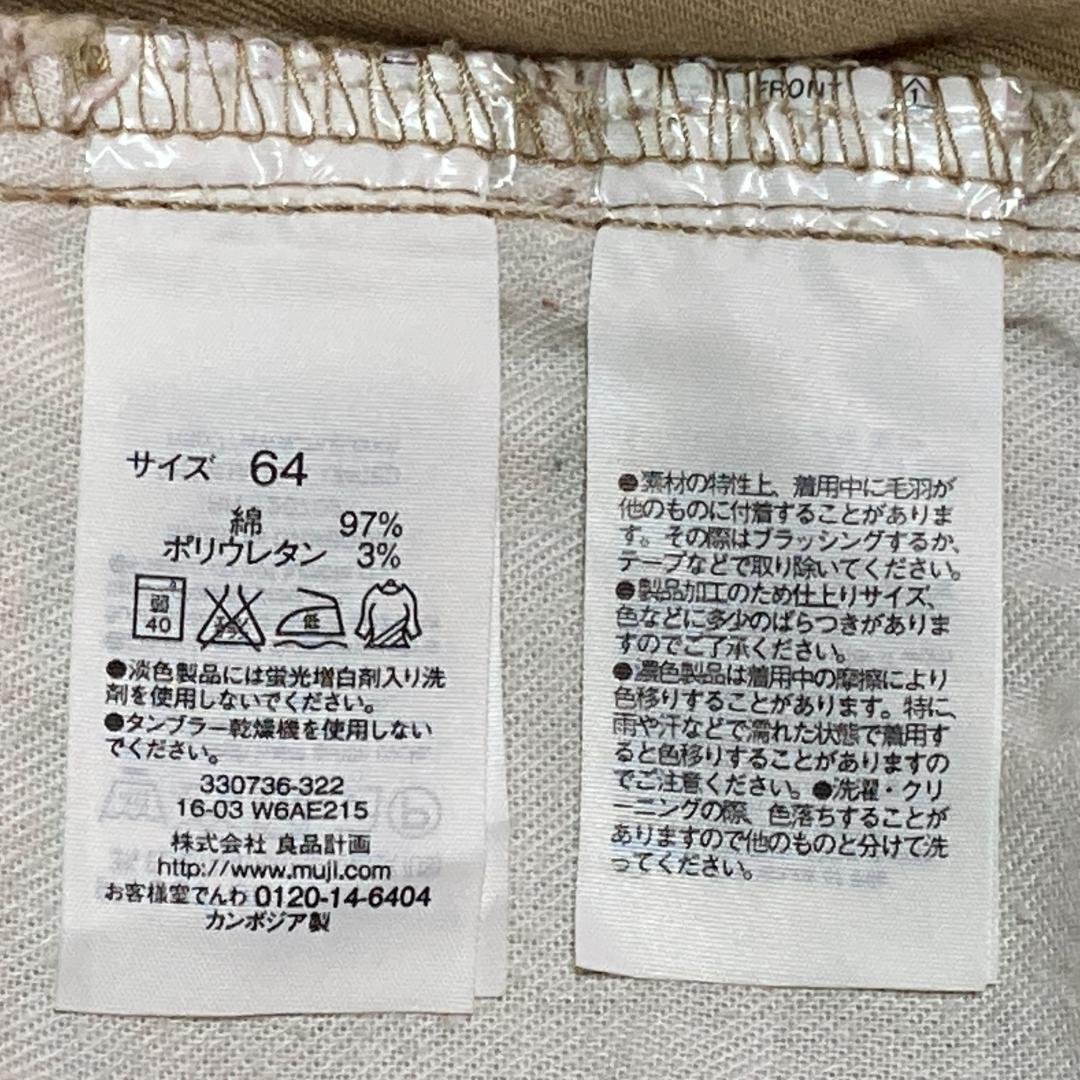 FRONT
サイズ 64
綿 97%
ポリウレタン 3%
弱
40
エンソ
サラシ
低
●淡色製品には蛍光増白剤入り洗
剤を使用しないでください。
●タンブラー乾燥機を使用しない
でください。
330736-322
16-03 W6AE215
株式会社 良品計画
http://www.muji.com
お客様室でんわ 0120-14-6404
カンボジア製
●素材の特性上、着用中に毛羽が
他のものに付着することがありま
す。その際はブラッシングするか、
テープなどで取り除いてください。
●製品加工のため仕上りサイズ、
色などに多少のばらつきがありま
すのでご了承ください。
●濃色製品は着用中の摩擦により
色移りすることがあります。特に、
雨や汗などで濡れた状態で着用す
ると色移りすることがありますの
でご注意ください。●洗濯・クリ
ーニングの際、色落ちすることが
ありますので他のものと分けて洗
ってください。